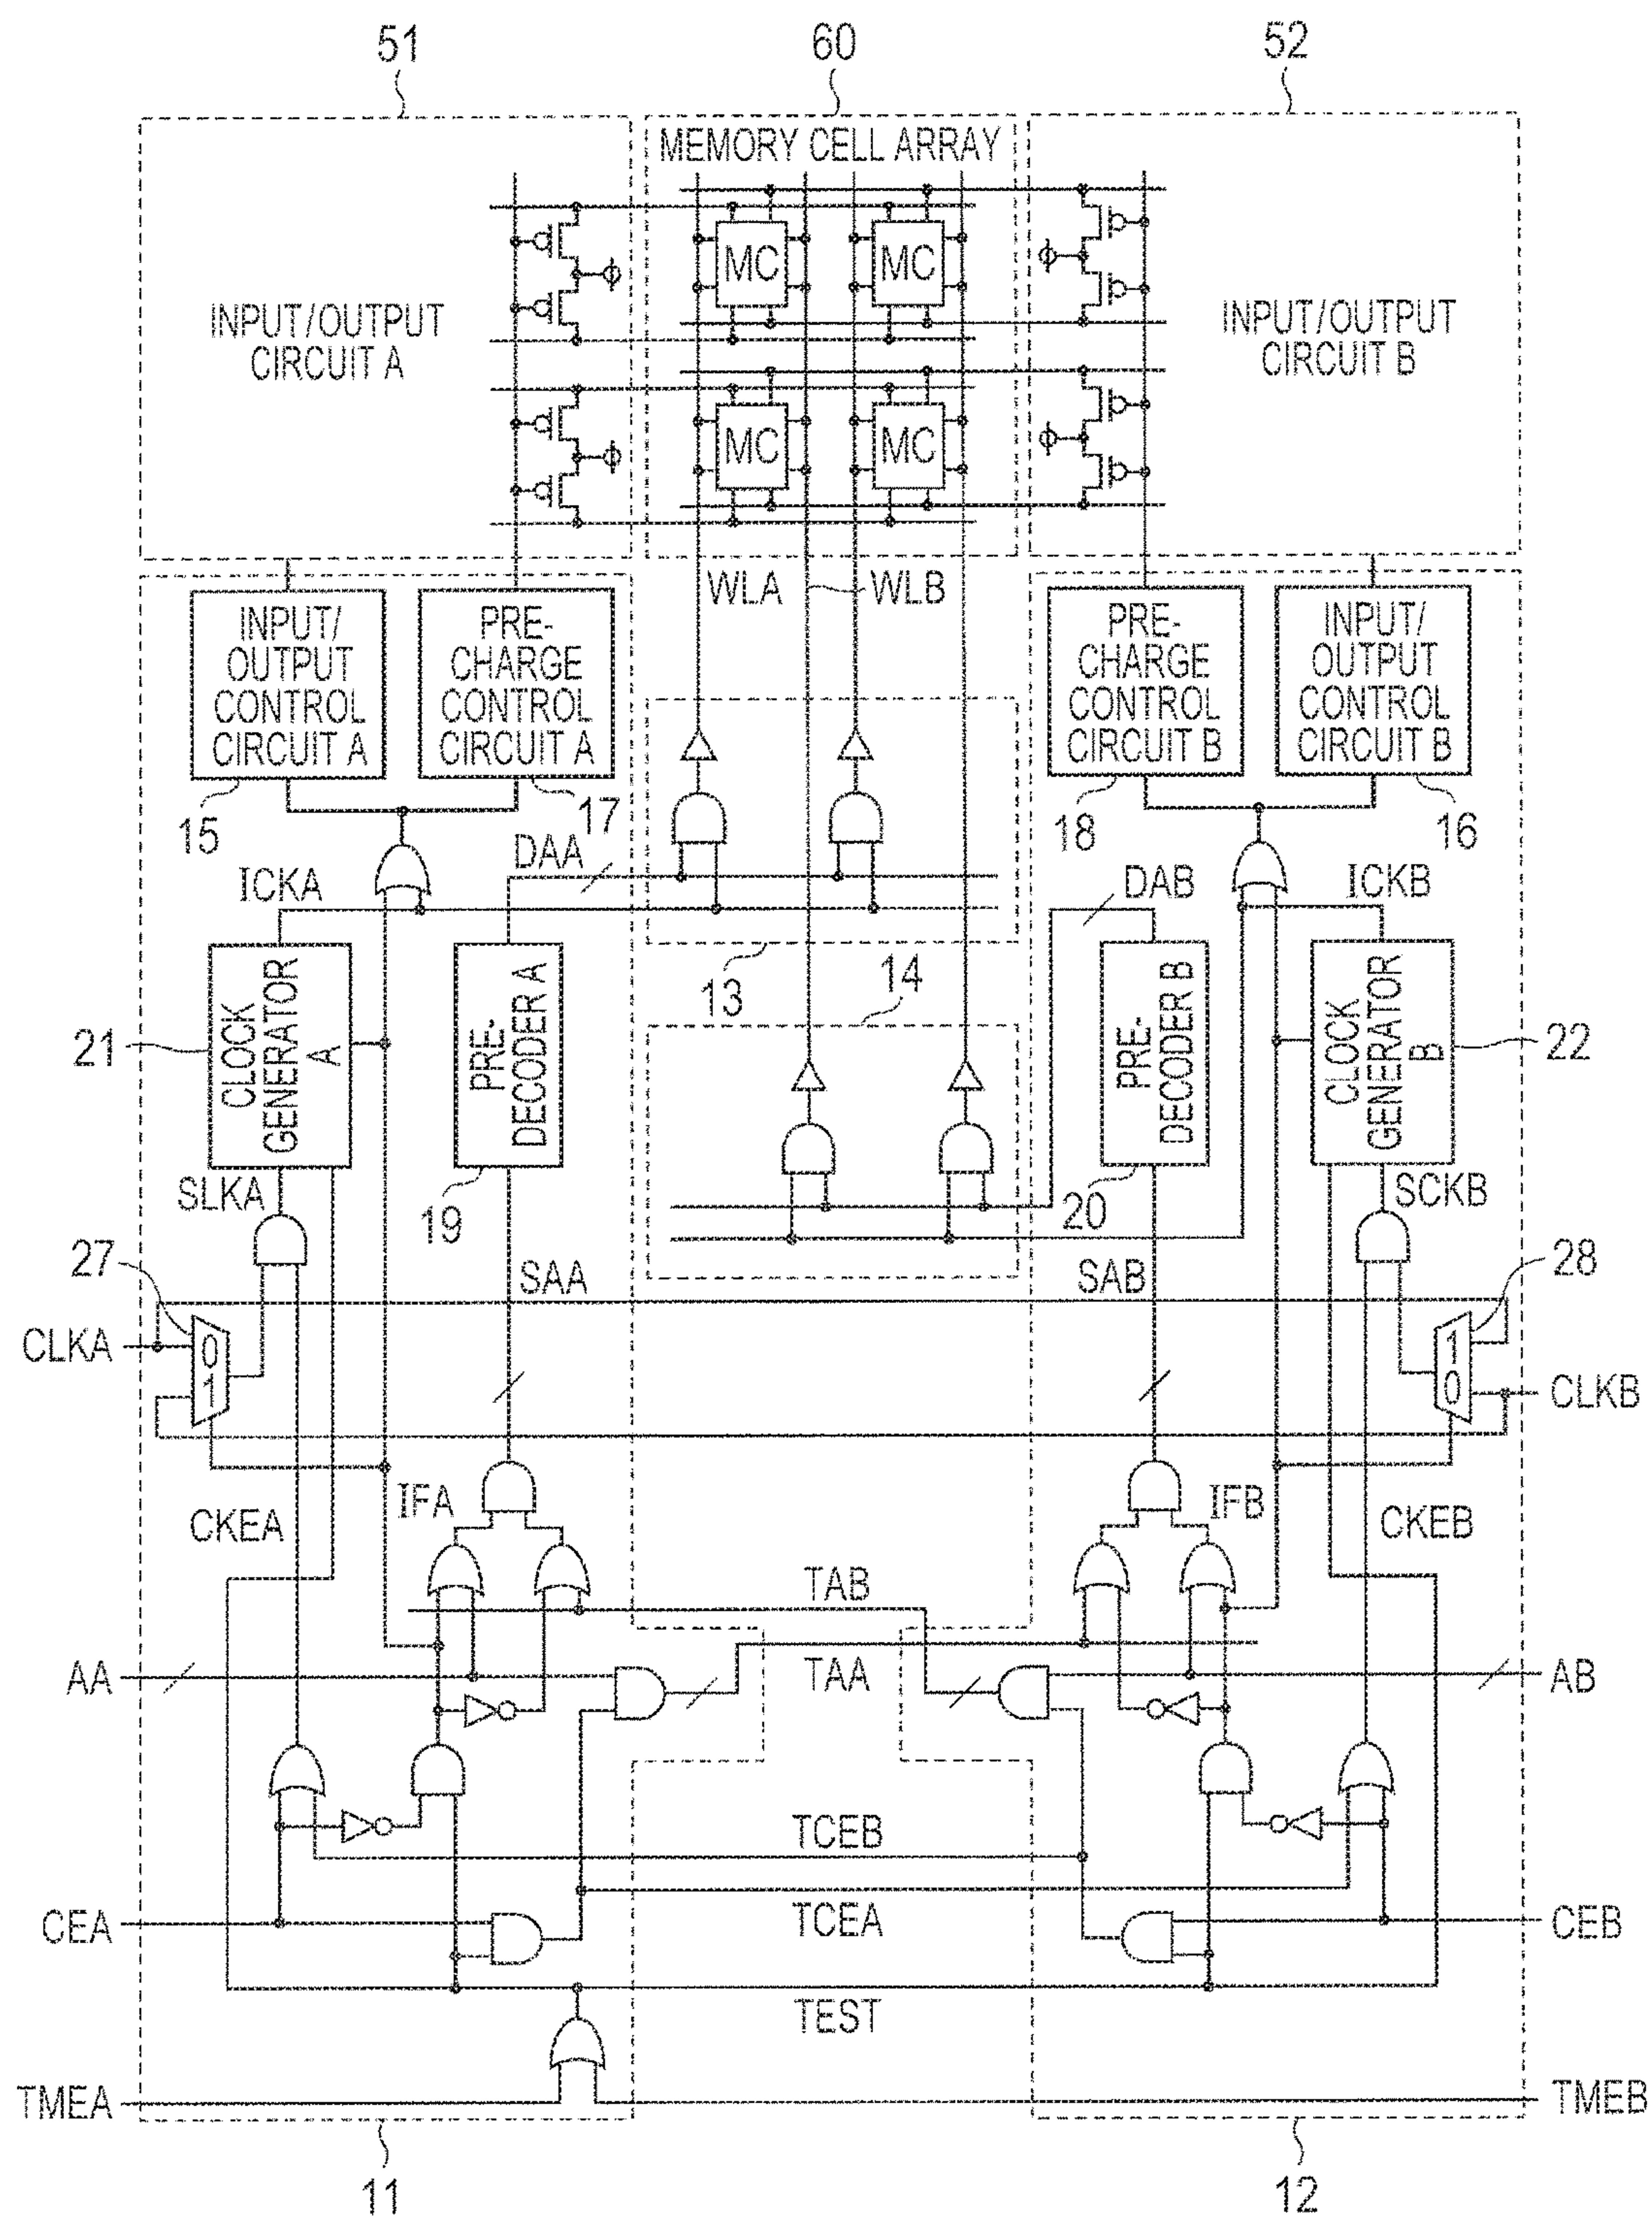 51
60
52
MEMORY CELL ARRAY
MC
MC
INPUT/OUTPUT
CIRCUIT A
INPUT/OUTPUT
CIRCUIT B
MC
MC
WLA
WLB
INPUT/
OUTPUT
CONTROL
CIRCUIT A
PRE-
CHARGE
CONTROL
CIRCUIT A
PRE-
CHARGE
CONTROL
CIRCUIT B
INPUT/
OUTPUT
CONTROL
CIRCUIT B
15
17
18
16
DAA
ICKA
DAB
ICKB
13
14
21
CLOCK
GENERATOR
A
PRE-
DECODER A
PRE-
DECODER B
CLOCK
GENERATOR
B
22
SLKA
19
20
SCKB
27
SAA
SAB
28
CLKA
0
1
1
0
CLKB
IFA
IFB
CKEA
CKEB
TAB
AA
TAA
AB
TCEB
CEA
TCEA
CEB
TEST
TMEA
TMEB
11
12